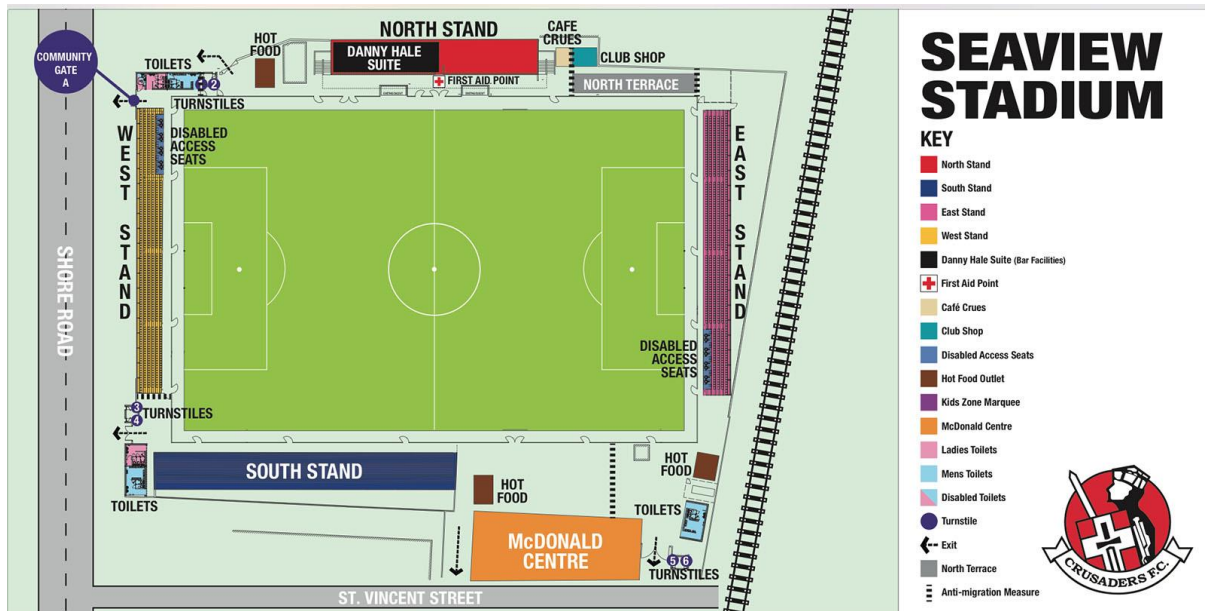 NORTH STAND
DANNY HALE
SUITE
HOT
FOOD
CAFE
CRUES
CLUB SHOP
COMMUNITY
GATE
A
TOILETS
1 2
TURNSTILES
FIRST AID POINT
NORTH TERRACE
WEST STAND
DISABLED
ACCESS
SEATS
EAST STAND
SHORE ROAD
DISABLED
ACCESS
SEATS
3
4
TURNSTILES
SOUTH STAND
TOILETS
HOT
FOOD
HOT
FOOD
TOILETS
McDONALD
CENTRE
5 6
TURNSTILES
ST. VINCENT STREET
SEAVIEW
STADIUM
KEY
North Stand
South Stand
East Stand
West Stand
Danny Hale Suite (Bar Facilities)
First Aid Point
Café Crues
Club Shop
Disabled Access Seats
Hot Food Outlet
Kids Zone Marquee
McDonald Centre
Ladies Toilets
Mens Toilets
Disabled Toilets
Turnstile
Exit
North Terrace
Anti-migration Measure
CRUSADERS F.C.